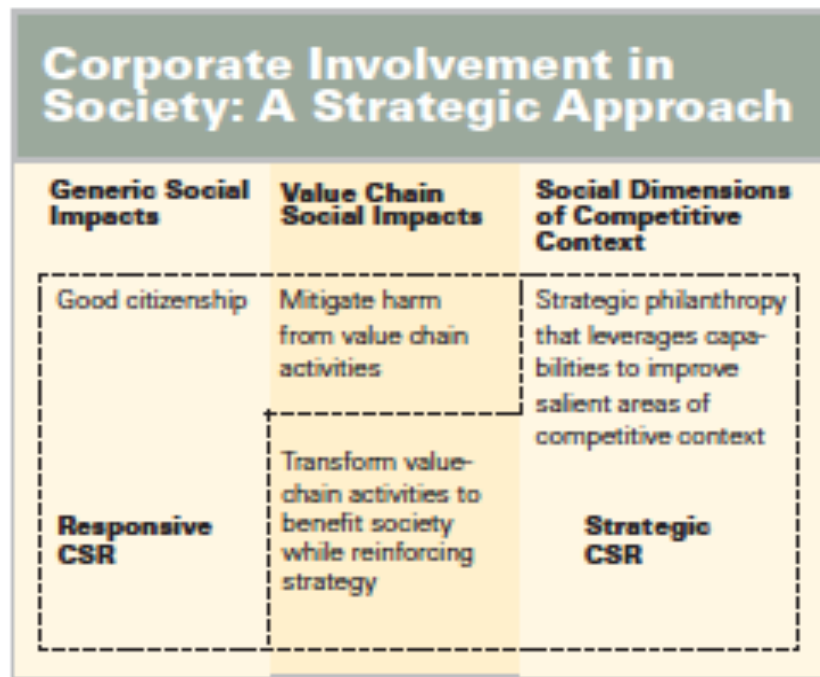 Corporate Involvement in
Society: A Strategic Approach
Generic Social
Impacts
Value Chain
Social Impacts
Social Dimensions
of Competitive
Context
Good citizenship
Mitigate harm
from value chain
activities
Strategic philanthropy
that leverages capa-
bilities to improve
salient areas of
competitive context
Transform value-
chain activities to
benefit society
while reinforcing
strategy
Responsive
CSR
Strategic
CSR